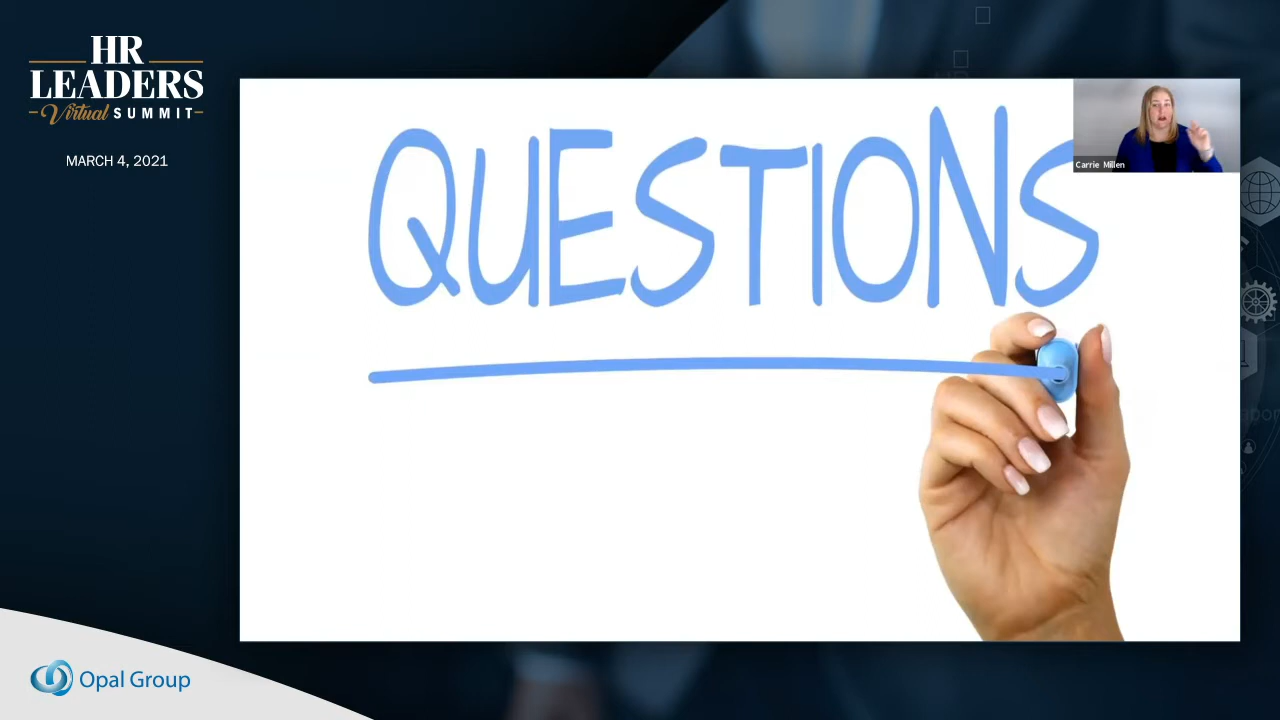 HR
LEADERS
Virtual SUMMIT
MARCH 4, 2021
QUESTIONS
Carrie Millen
Opal Group